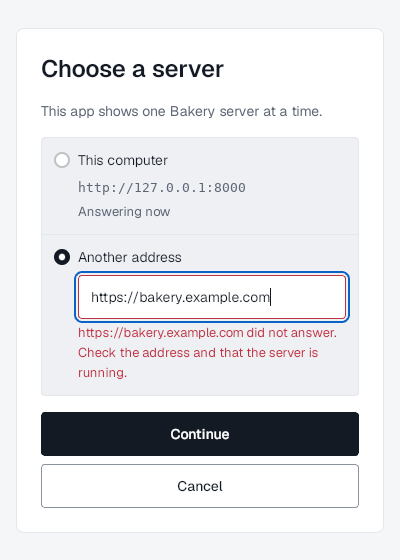 Choose a server
This app shows one Bakery server at a time.
This computer
http://127.0.0.1:8000
Answering now
Another address
https://bakery.example.com
https://bakery.example.com did not answer.
Check the address and that the server is
running.
Continue
Cancel